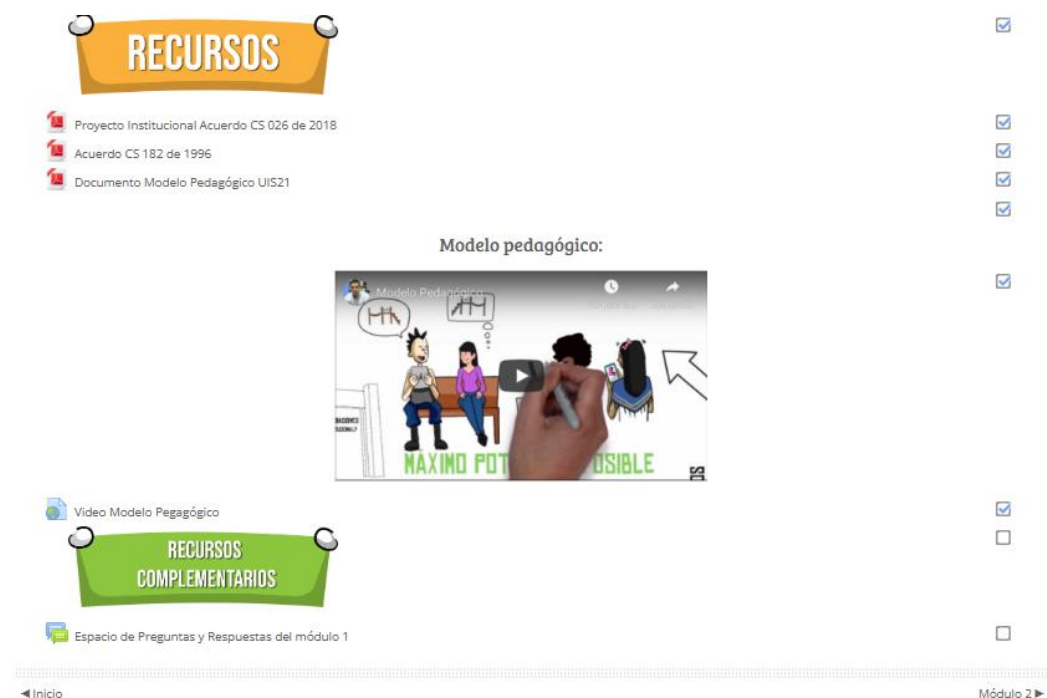 RECURSOS
Proyecto Institucional Acuerdo CS 026 de 2018
Acuerdo CS 182 de 1996
Documento Modelo Pedagógico UIS21
Modelo pedagógico:
Modelo Pedagógico
MÁXIMO POT OSIBLE
Video Modelo Pegagógico
RECURSOS
COMPLEMENTARIOS
Espacio de Preguntas y Respuestas del módulo 1
Inicio
Módulo 2